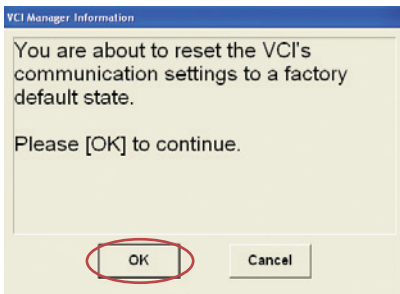 VCI Manager Information
You are about to reset the VCI's
communication settings to a factory
default state.
Please [OK] to continue.
OK
Cancel